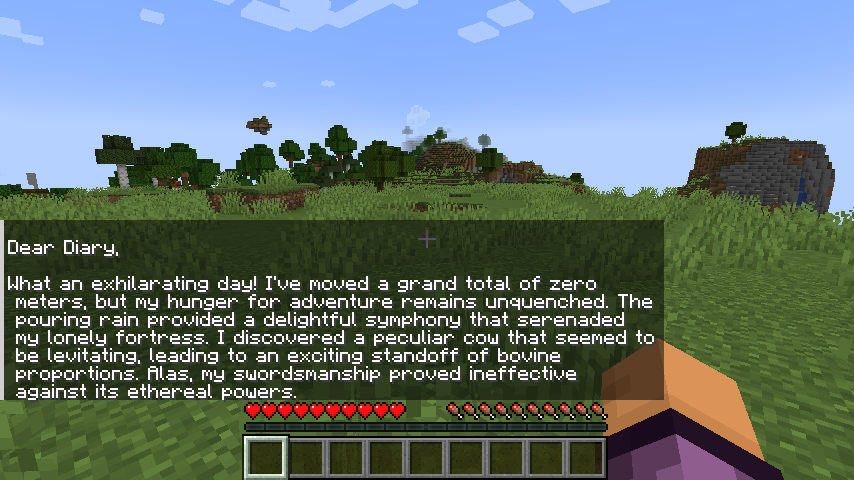 Dear Diary,
What an exhilarating day! I've moved a grand total of zero
meters, but my hunger for adventure remains unquenched. The
pouring rain provided a delightful symphony that serenaded
my lonely fortress. I discovered a peculiar cow that seemed to
be levitating, leading to an exciting standoff of bovine
proportions. Alas, my swordsmanship proved ineffective
against its ethereal powers.